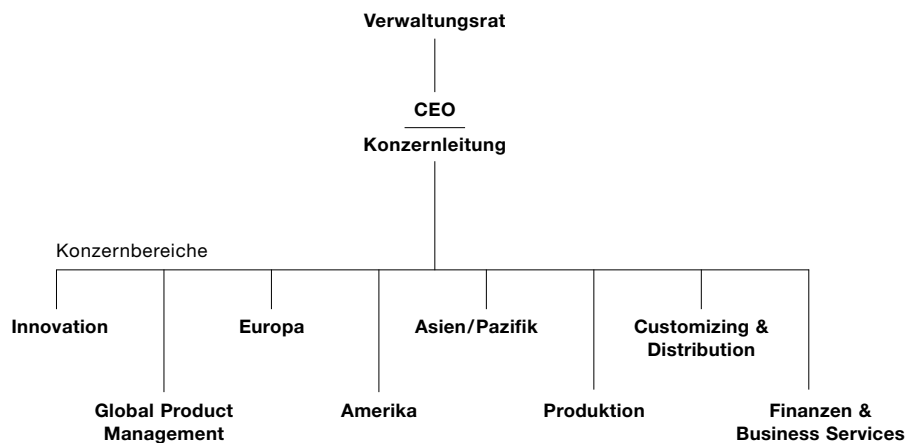 Verwaltungsrat
CEO
Konzernleitung
Konzernbereiche
Innovation
Europa
Asien/Pazifik
Customizing &
Distribution
Global Product
Management
Amerika
Produktion
Finanzen &
Business Services